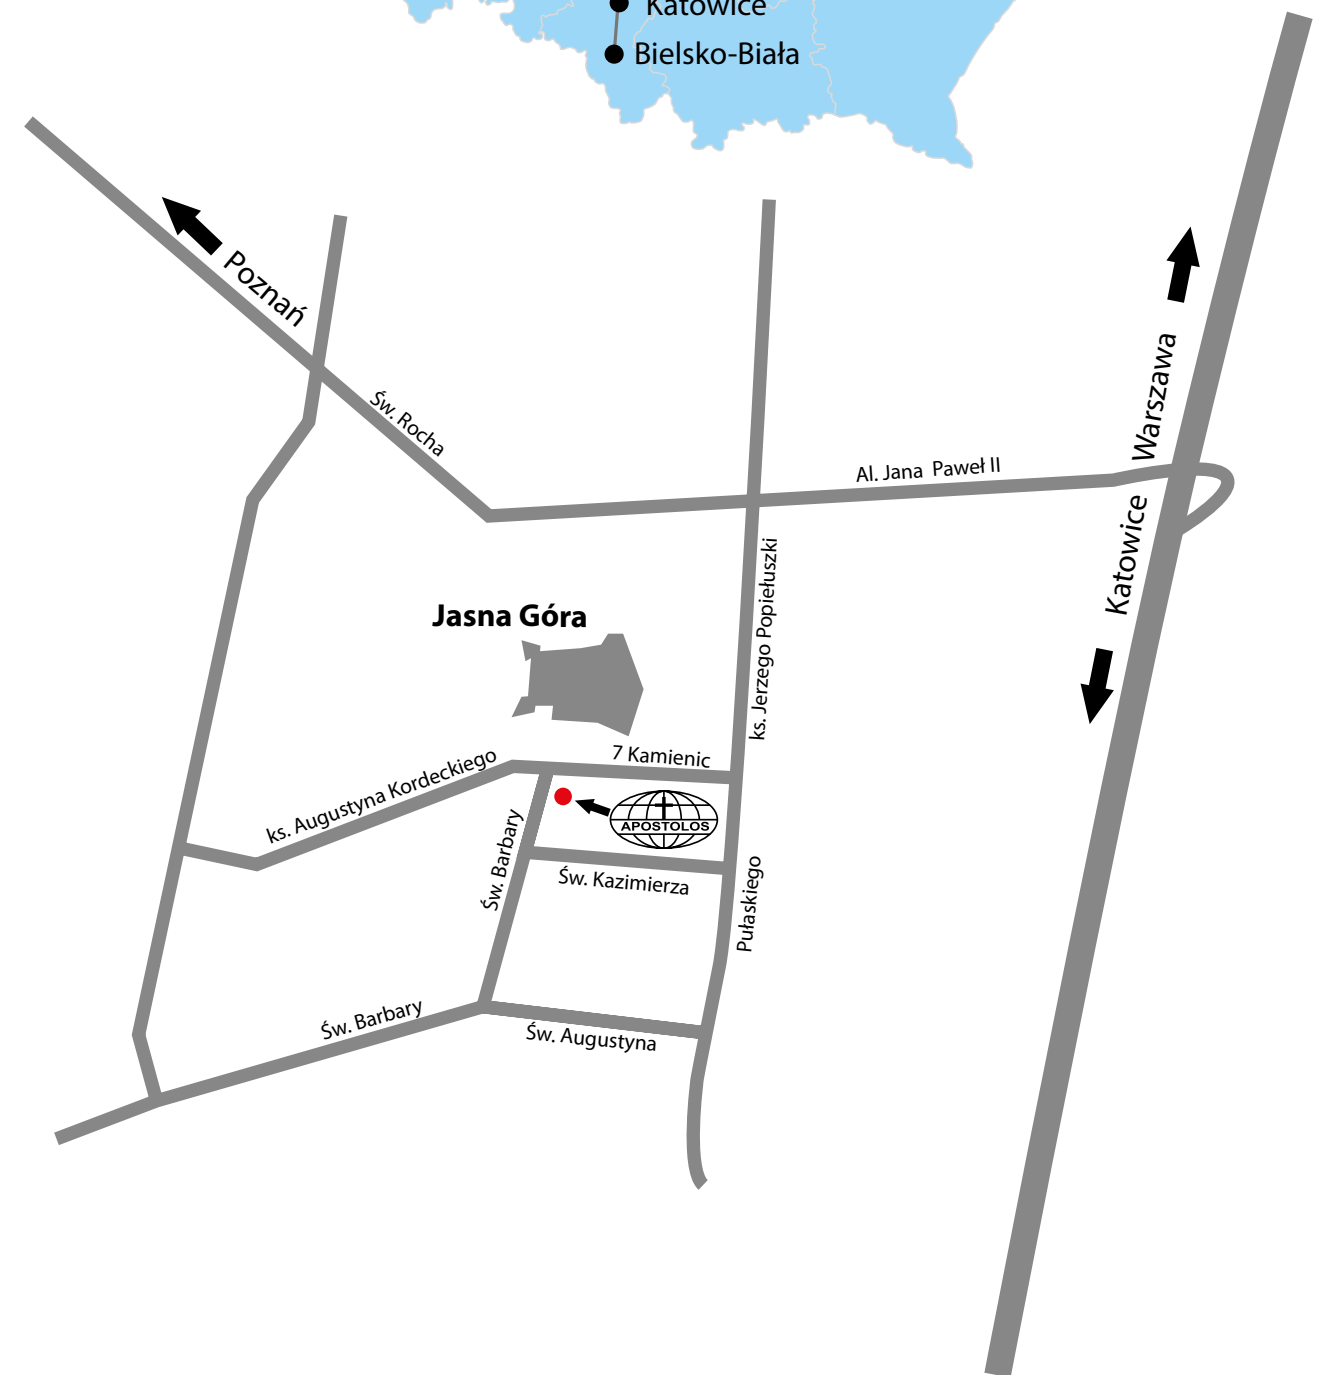 Katowice
Bielsko-Biała
Poznań
Św. Rocha
Warszawa
Al. Jana Paweł II
Katowice
ks. Jerzego Popiełuszki
Jasna Góra
7 Kamienic
ks. Augustyna Kordeckiego
APOSTOLOS
Św. Barbary
Św. Kazimierza
Pułaskiego
Św. Barbary
Św. Augustyna